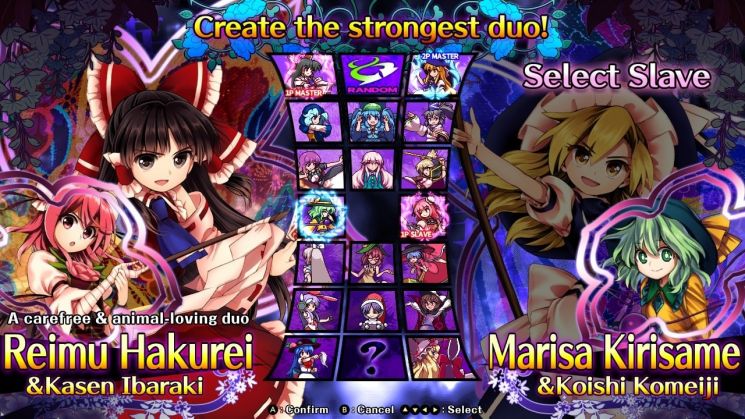 Create the strongest duo!
1P MASTER
RANDOM
2P MASTER
Select Slave
1P SLAVE
A carefree & animal-loving duo
Reimu Hakurei
&Kasen Ibaraki
?
Marisa Kirisame
&Koishi Komeiji
A : Confirm B : Cancel ▲▼◀▶ : Select